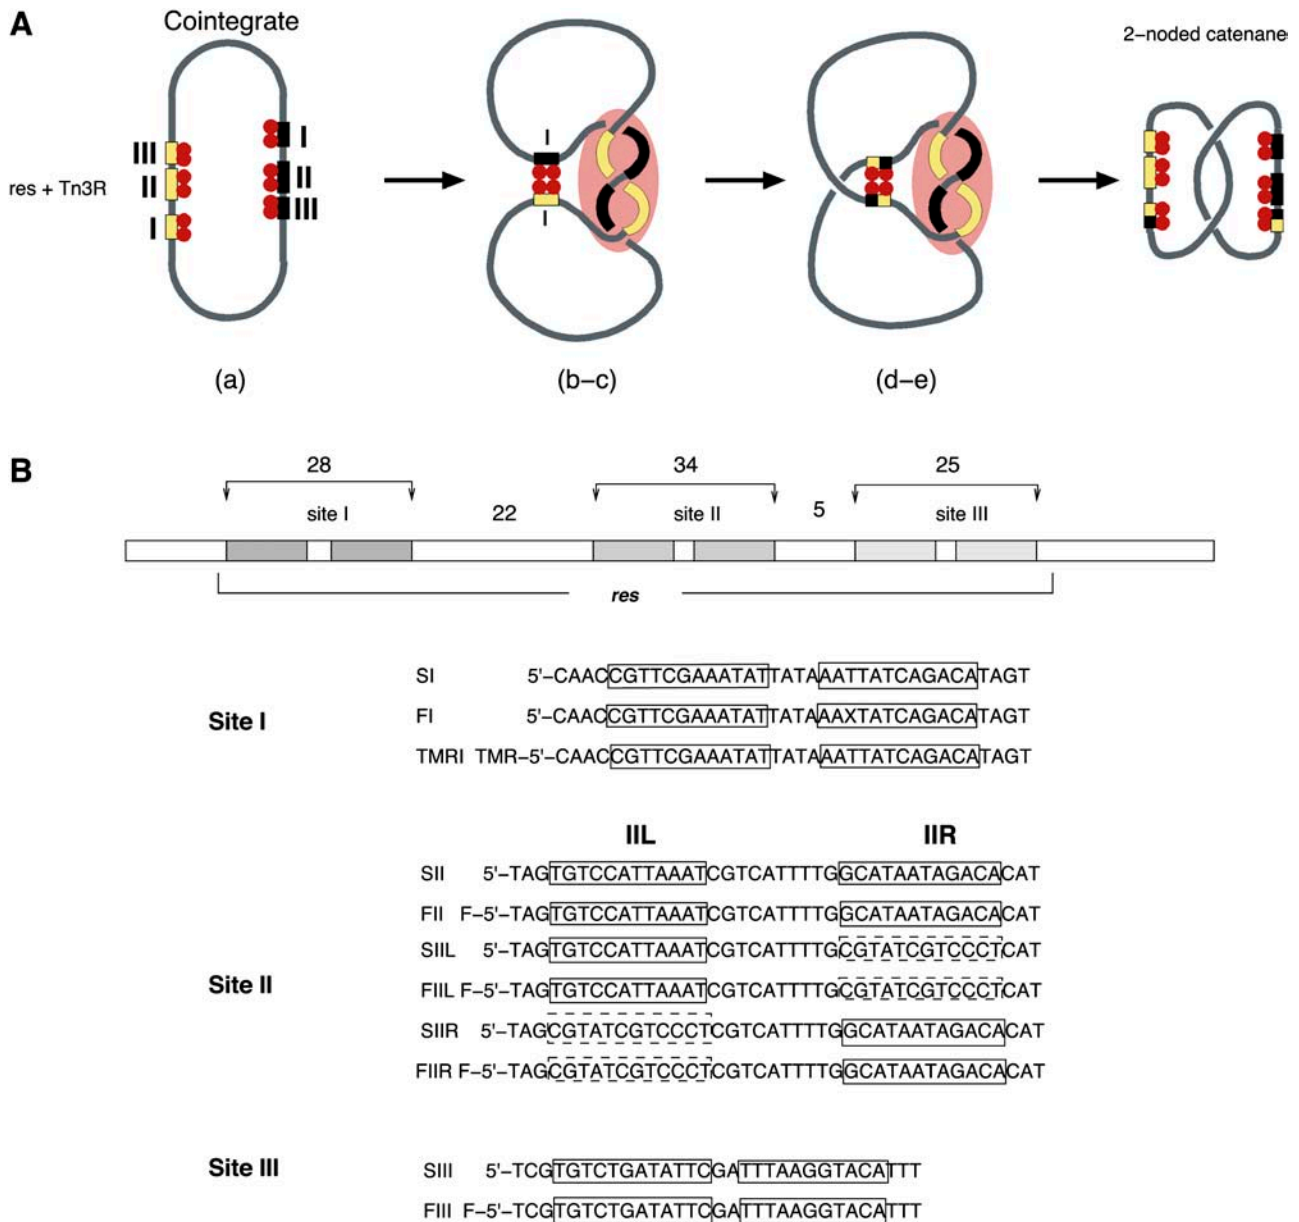 A
Cointegrate
2–noded catenane
III
II
I
I
II
III
I
I
res + Tn3R
(a)
(b–c)
(d–e)
B
28
34
25
site I
22
site II
5
site III
res
Site I
SI 5'–CAACCGTTCGAAATATTATAAATTATCAGACATAGT
FI 5'–CAACCGTTCGAAATATTATAAAXTATCAGACATAGT
TMRI TMR–5'–CAACCGTTCGAAATATTATAAATTATCAGACATAGT
IIL IIR
Site II
SII 5'–TAGTGTCCATTAAATCGTCATTTTGGCATAATAGACACAT
FII F–5'–TAGTGTCCATTAAATCGTCATTTTGGCATAATAGACACAT
SIIL 5'–TAGTGTCCATTAAATCGTCATTTTGCGTATCGTCCCTCAT
FIIL F–5'–TAGTGTCCATTAAATCGTCATTTTGCGTATCGTCCCTCAT
SIIR 5'–TAGCGTATCGTCCCTCGTCATTTTGGCATAATAGACACAT
FIIR F–5'–TAGCGTATCGTCCCTCGTCATTTTGGCATAATAGACACAT
Site III
SIII 5'–TCGTGTCTGATATTCGATTTAAGGTACATTT
FIII F–5'–TCGTGTCTGATATTCGATTTAAGGTACATTT